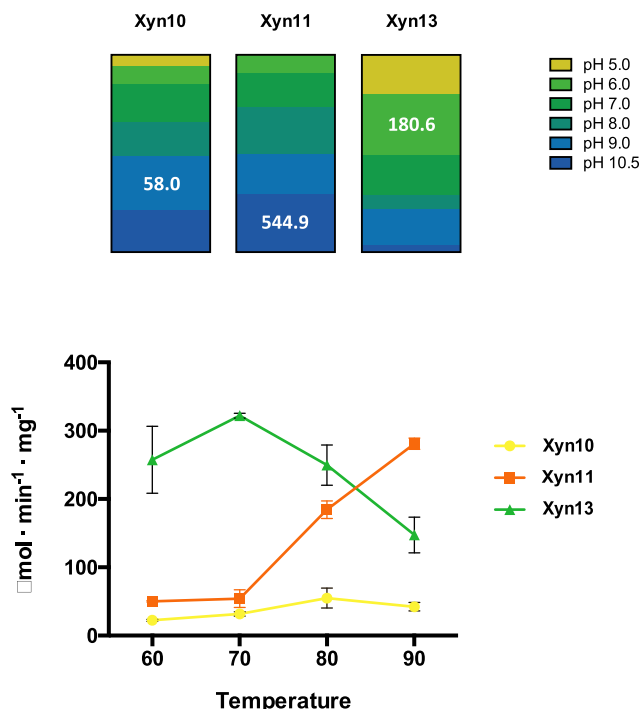 Xyn10 Xyn11 Xyn13
pH 5.0
pH 6.0
180.6
pH 7.0
pH 8.0
58.0
pH 9.0
544.9
pH 10.5
□mol · min⁻¹ · mg⁻¹
400
300
200
100
0
60 70 80 90
Temperature
Xyn10
Xyn11
Xyn13